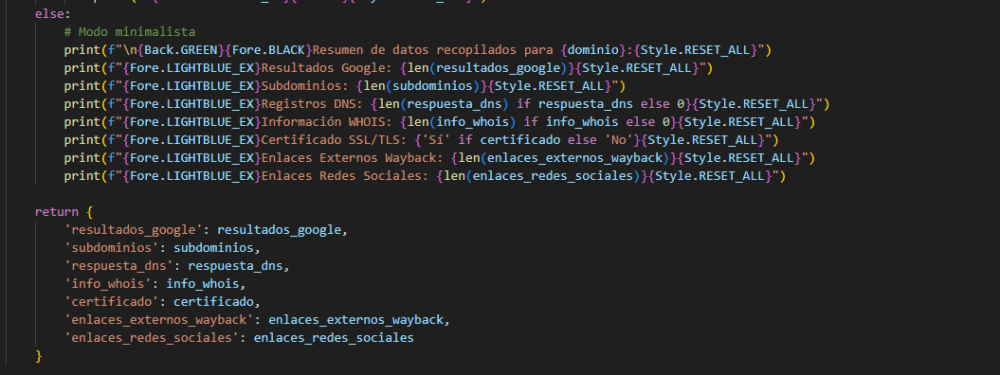 else:
# Modo minimalista
print(f"\n{Back.GREEN}{Fore.BLACK}Resumen de datos recopilados para {dominio}:{Style.RESET_ALL}")
print(f"{Fore.LIGHTBLUE_EX}Resultados Google: {len(resultados_google)}{Style.RESET_ALL}")
print(f"{Fore.LIGHTBLUE_EX}Subdominios: {len(subdominios)}{Style.RESET_ALL}")
print(f"{Fore.LIGHTBLUE_EX}Registros DNS: {len(respuesta_dns) if respuesta_dns else 0}{Style.RESET_ALL}")
print(f"{Fore.LIGHTBLUE_EX}Información WHOIS: {len(info_whois) if info_whois else 0}{Style.RESET_ALL}")
print(f"{Fore.LIGHTBLUE_EX}Certificado SSL/TLS: {'Sí' if certificado else 'No'}{Style.RESET_ALL}")
print(f"{Fore.LIGHTBLUE_EX}Enlaces Externos Wayback: {len(enlaces_externos_wayback)}{Style.RESET_ALL}")
print(f"{Fore.LIGHTBLUE_EX}Enlaces Redes Sociales: {len(enlaces_redes_sociales)}{Style.RESET_ALL}")
return {
'resultados_google': resultados_google,
'subdominios': subdominios,
'respuesta_dns': respuesta_dns,
'info_whois': info_whois,
'certificado': certificado,
'enlaces_externos_wayback': enlaces_externos_wayback,
'enlaces_redes_sociales': enlaces_redes_sociales
}